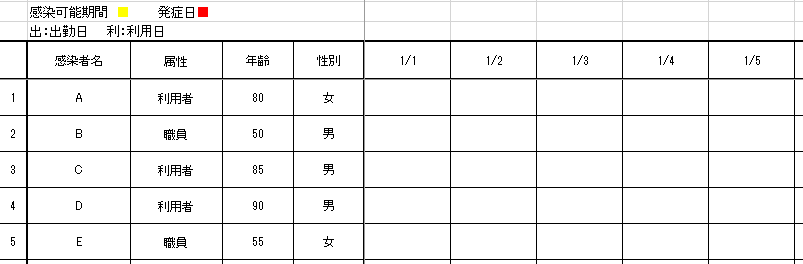 感染可能期間 発症日
出:出勤日 利:利用日
感染者名 属性 年齢 性別 1/1 1/2 1/3 1/4 1/5
1 A 利用者 80 女
2 B 職員 50 男
3 C 利用者 85 男
4 D 利用者 90 男
5 E 職員 55 女